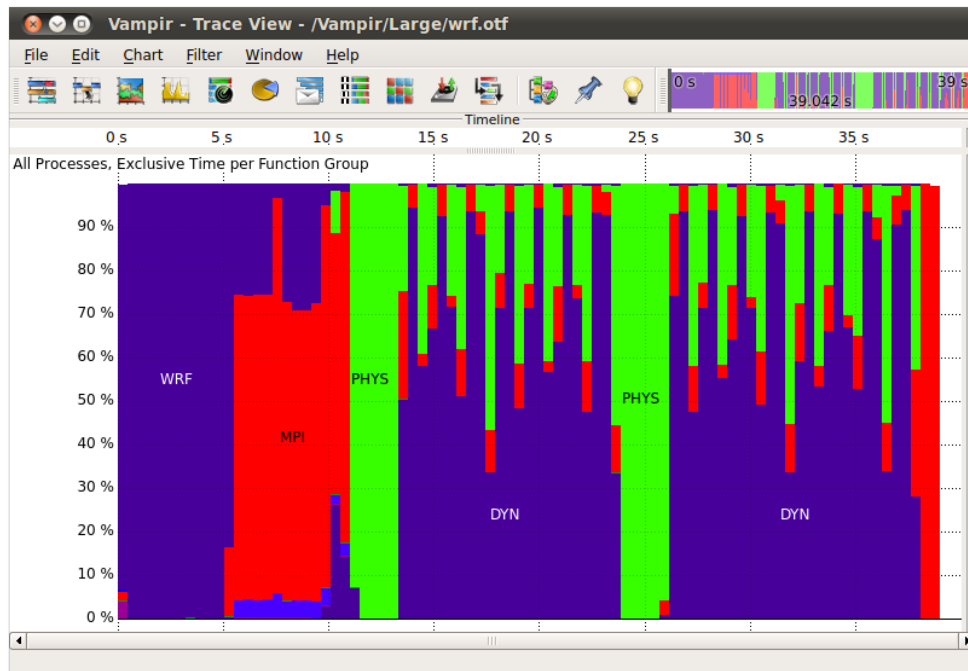 Vampir - Trace View - /Vampir/Large/wrf.otf
File Edit Chart Filter Window Help
0 s 39 s
39.042 s
Timeline
0 s 5 s 10 s 15 s 20 s 25 s 30 s 35 s
All Processes, Exclusive Time per Function Group
90 %
80 %
70 %
60 %
WRF PHYS
50 % PHYS
40 % MPI
30 %
DYN DYN
20 %
10 %
0 %